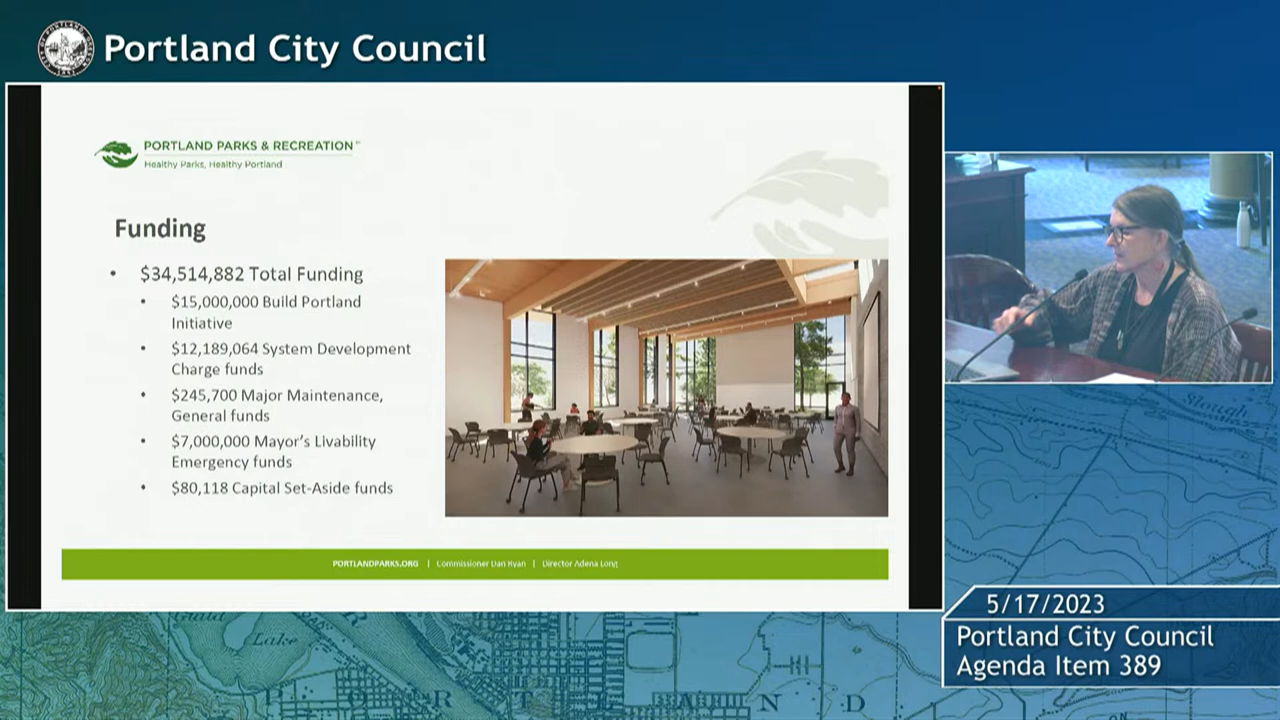 Portland City Council
PORTLAND PARKS & RECREATION
Healthy Parks, Healthy Portland
Funding
• $34,514,882 Total Funding
• $15,000,000 Build Portland
Initiative
• $12,189,064 System Development
Charge funds
• $245,700 Major Maintenance,
General funds
• $7,000,000 Mayor's Livability
Emergency funds
• $80,118 Capital Set-Aside funds
PORTLANDPARKS.ORG | Commissioner Dan Ryan | Director Adena Long
Slough
5/17/2023
Portland City Council
Agenda Item 389
Guild
Lake
R T L A N D